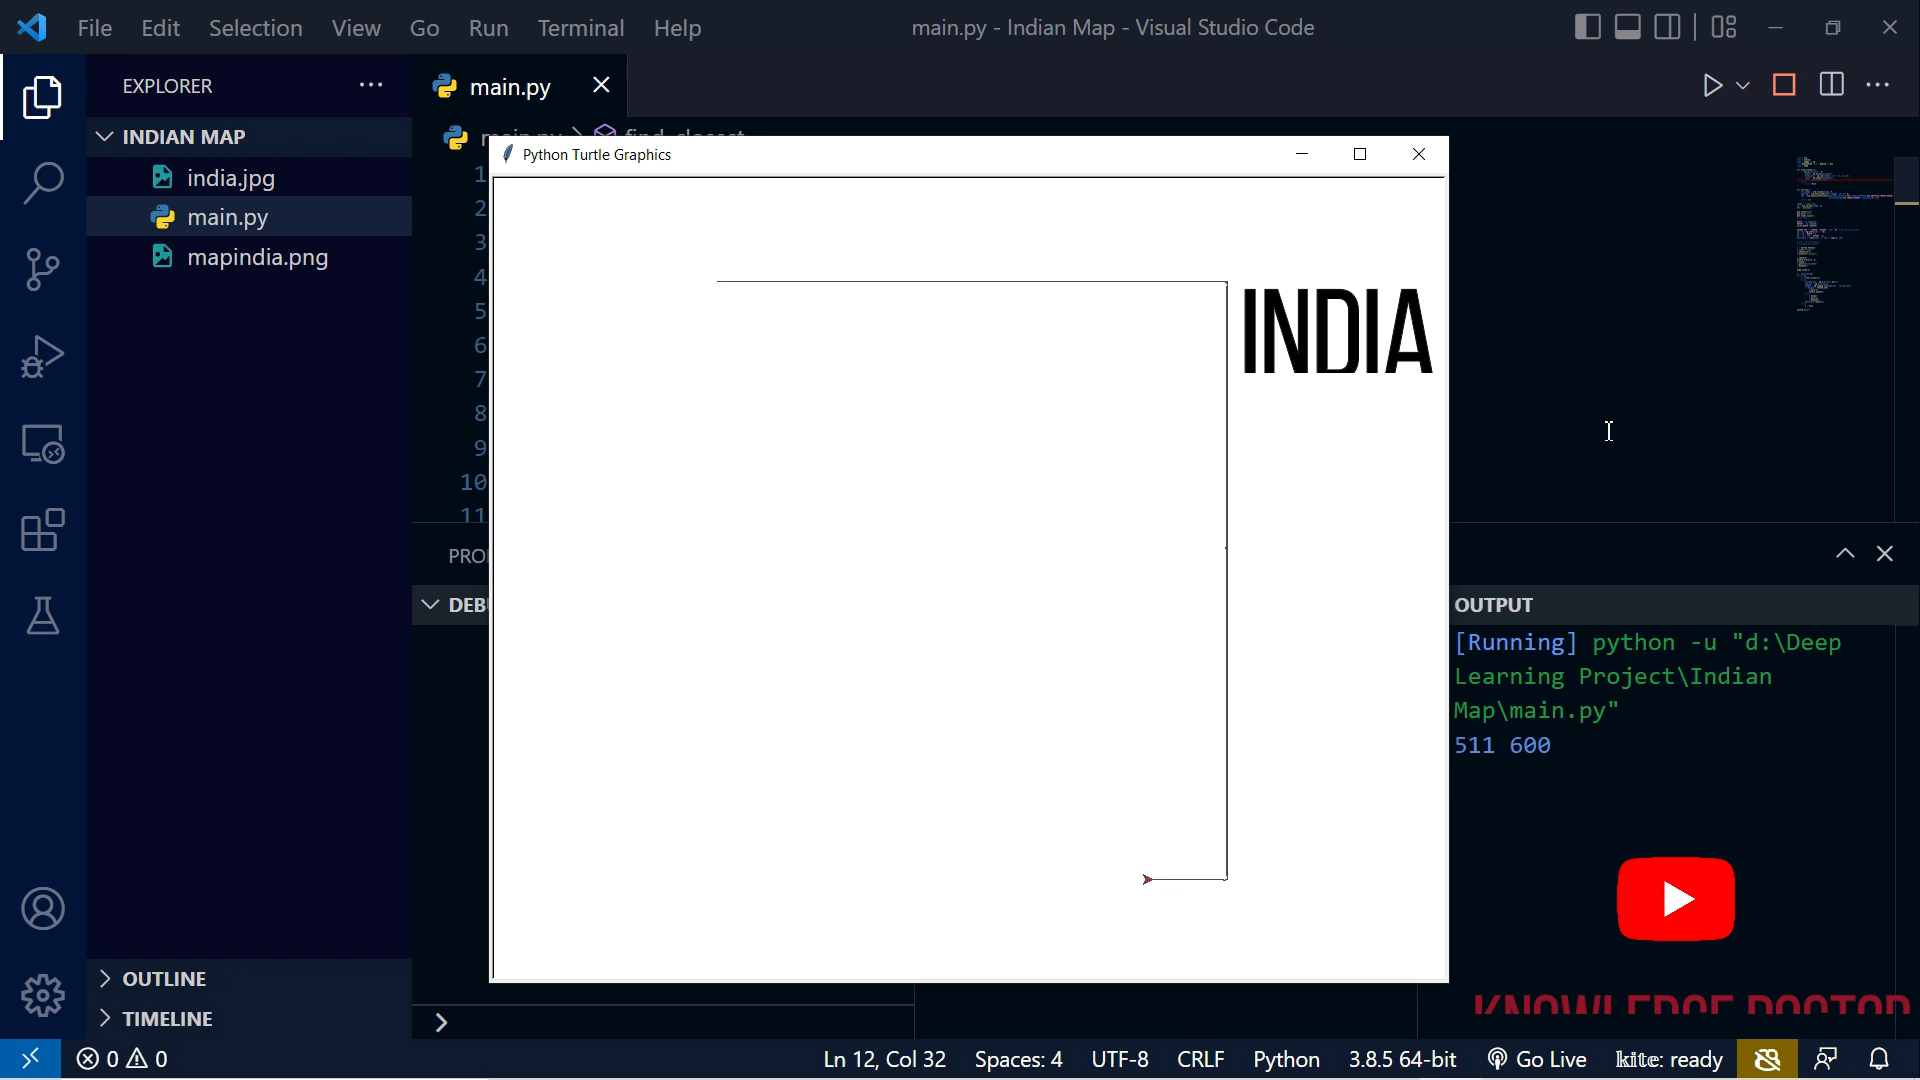 File Edit Selection View Go Run Terminal Help
main.py - Indian Map - Visual Studio Code
EXPLORER
INDIAN MAP
india.jpg
main.py
mapindia.png
OUTLINE
TIMELINE
main.py
1
2
3
4
5
6
7
8
9
10
11
Python Turtle Graphics
INDIA
OUTPUT
[Running] python -u "d:\Deep
Learning Project\Indian
Map\main.py"
511 600
0 0
Ln 12, Col 32 Spaces: 4 UTF-8 CRLF Python 3.8.5 64-bit Go Live kite: ready